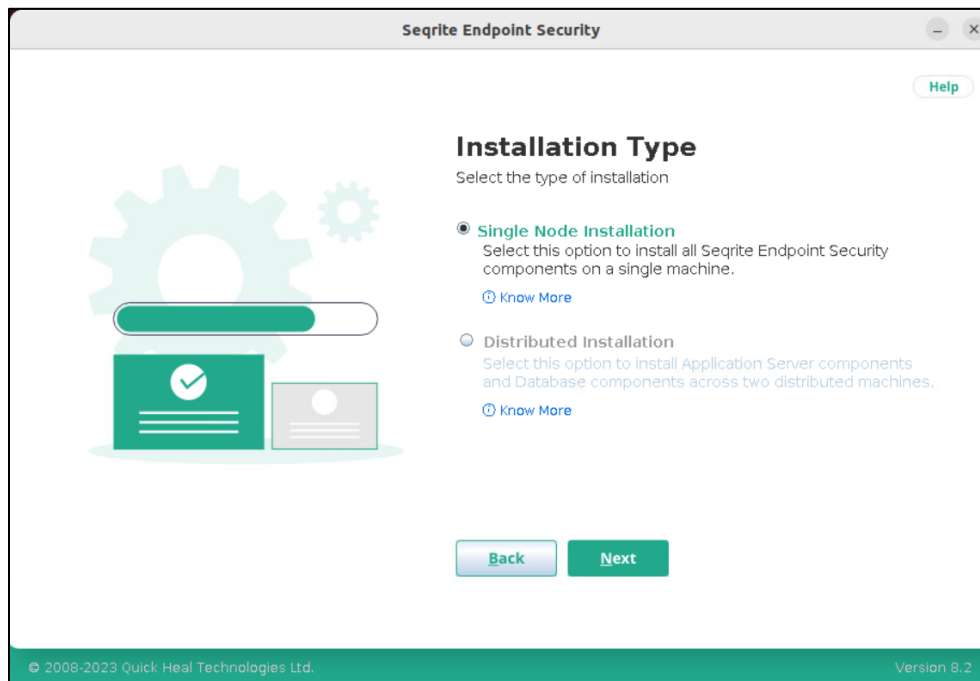 Seqrite Endpoint Security
Help
Installation Type
Select the type of installation
Single Node Installation
Select this option to install all Seqrite Endpoint Security
components on a single machine.
Know More
Distributed Installation
Select this option to install Application Server components
and Database components across two distributed machines.
Know More
Back
Next
© 2008-2023 Quick Heal Technologies Ltd.
Version 8.2